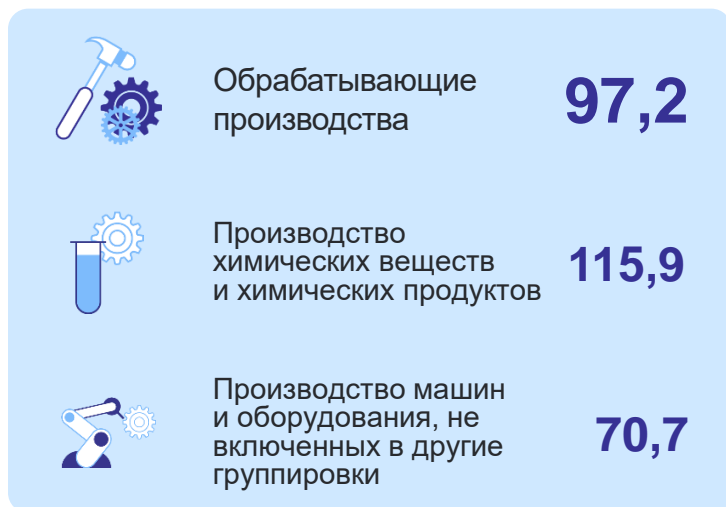 Обрабатывающие
производства
97,2
Производство
химических веществ
и химических продуктов
115,9
Производство машин
и оборудования, не
включенных в другие
группировки
70,7